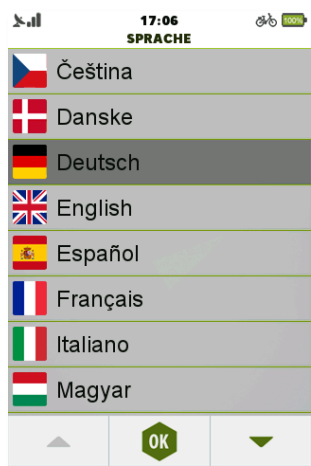 17:06
100%
SPRACHE
Čeština
Danske
Deutsch
English
Español
Français
Italiano
Magyar
OK